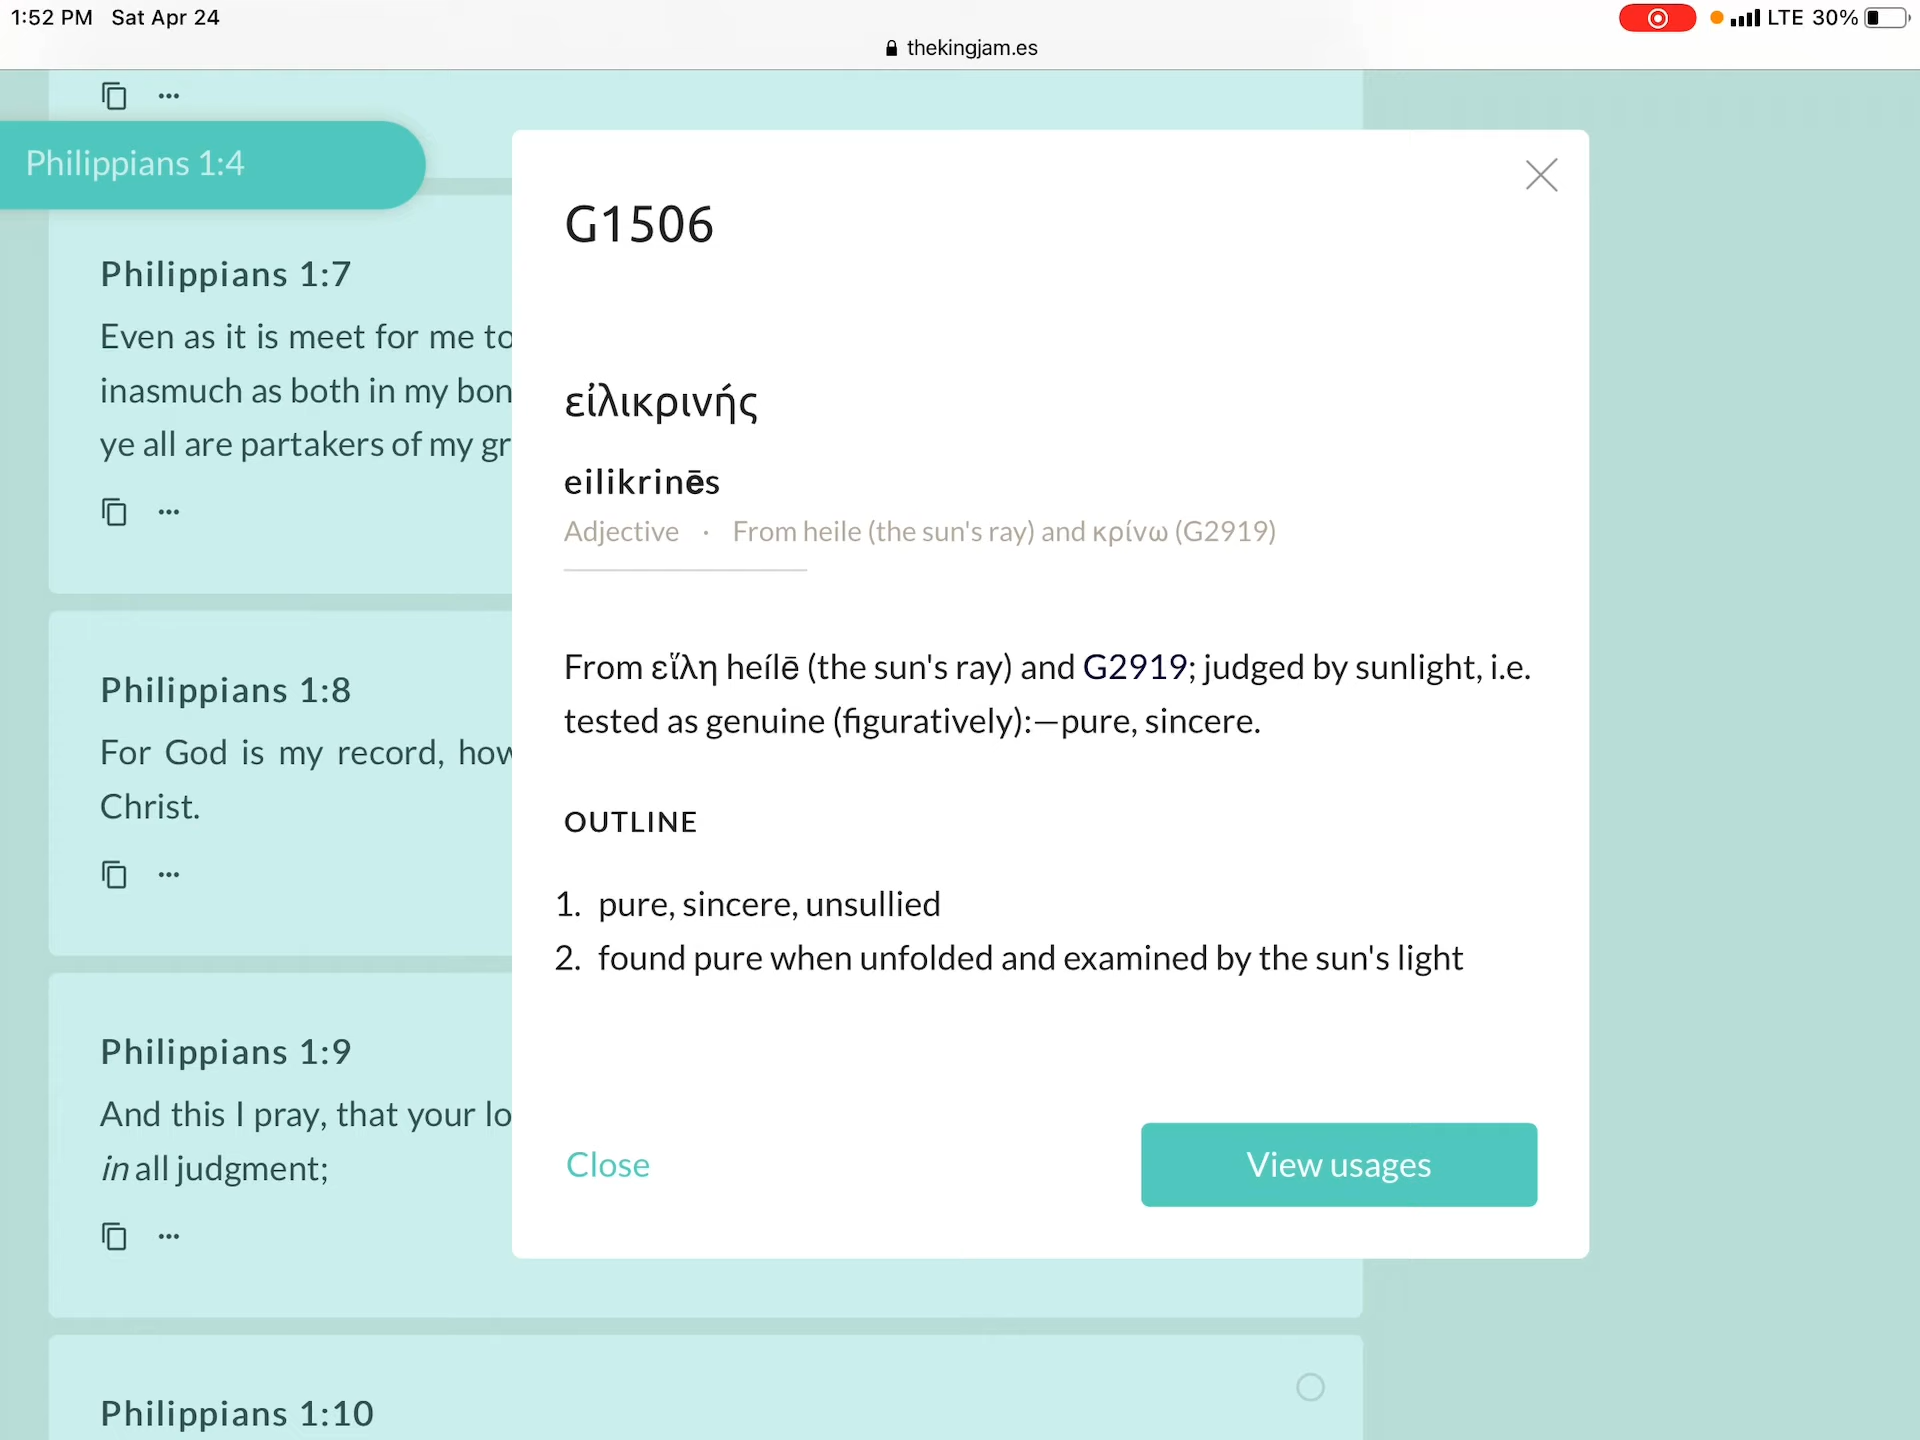 1:52 PM Sat Apr 24
LTE 30%
thekingjam.es
Philippians 1:4
Philippians 1:7
Even as it is meet for me to
inasmuch as both in my bon
ye all are partakers of my gr
Philippians 1:8
For God is my record, how
Christ.
Philippians 1:9
And this I pray, that your lo
in all judgment;
Philippians 1:10
G1506
εἰλικρινής
eilikrinēs
Adjective · From heile (the sun's ray) and κρίνω (G2919)
From εἵλη heílē (the sun's ray) and G2919; judged by sunlight, i.e.
tested as genuine (figuratively):—pure, sincere.
OUTLINE
1. pure, sincere, unsullied
2. found pure when unfolded and examined by the sun's light
Close
View usages